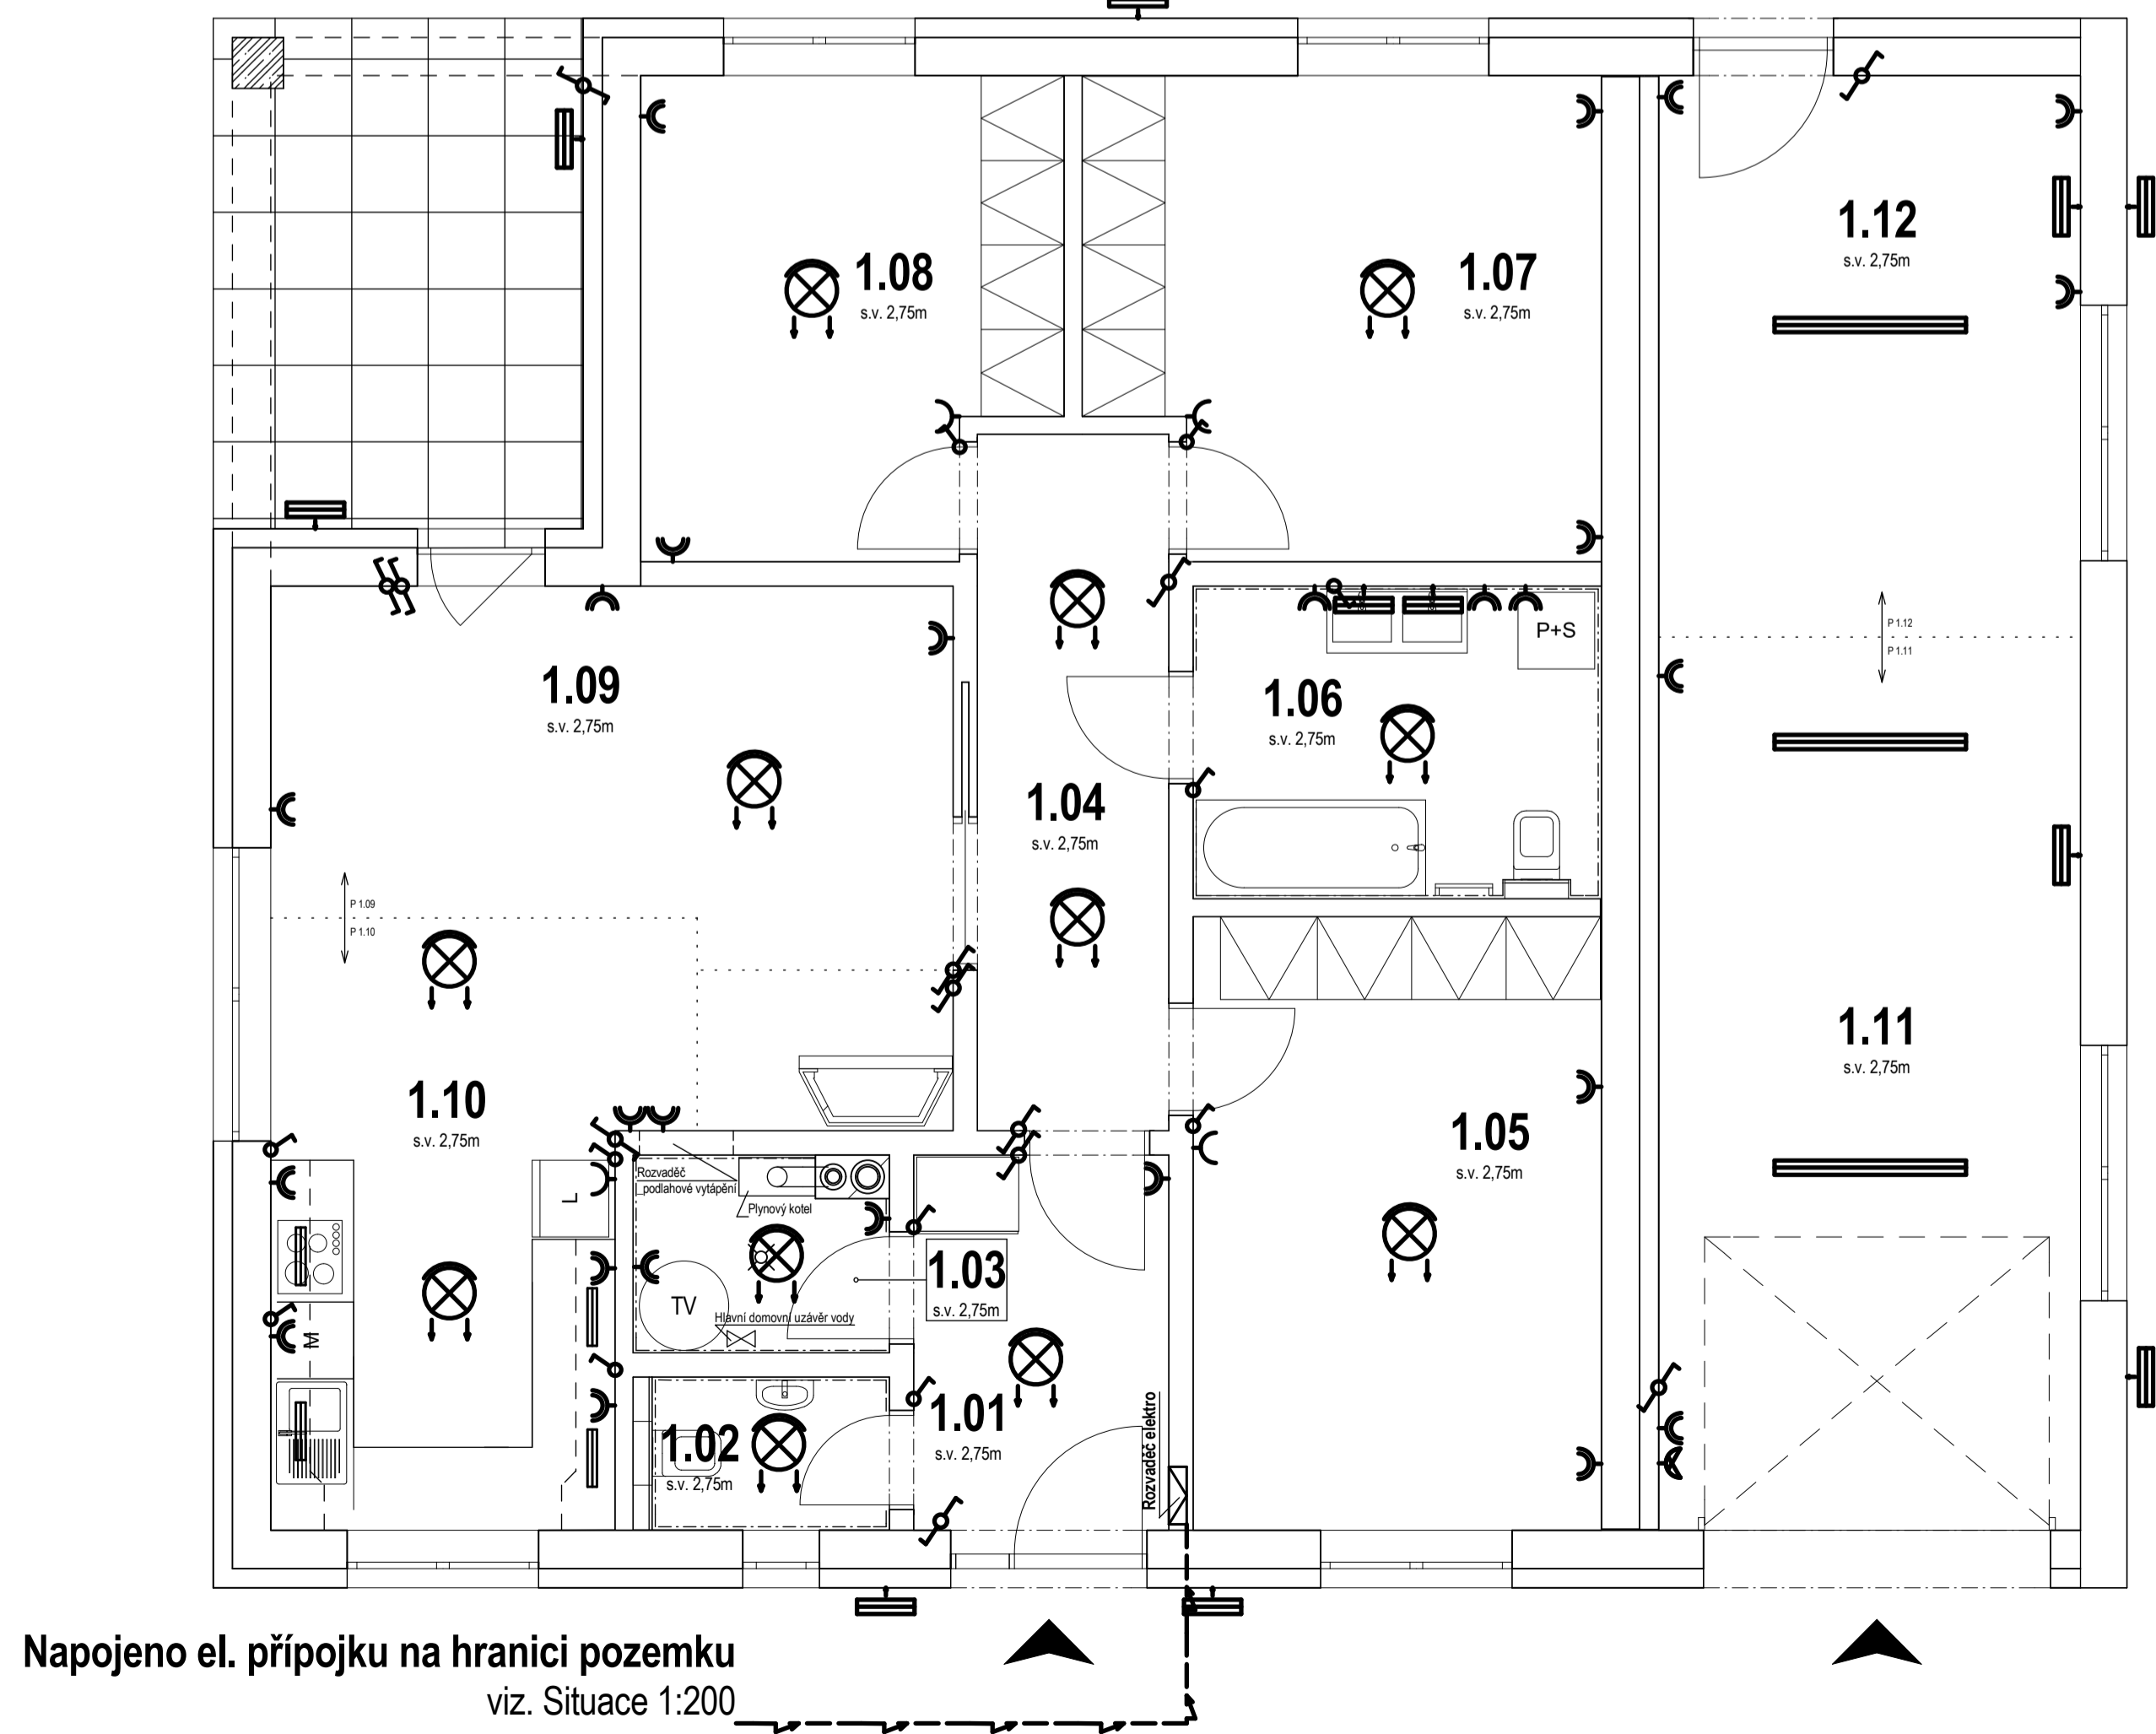 1.08
s.v. 2,75m
1.07
s.v. 2,75m
1.12
s.v. 2,75m
P 1.12
P 1.11
P+S
1.09
s.v. 2,75m
1.06
s.v. 2,75m
1.04
s.v. 2,75m
P 1.09
P 1.10
1.11
s.v. 2,75m
1.10
s.v. 2,75m
1.05
s.v. 2,75m
Rozvaděč
podlahové vytápění
Plynový kotel
L
1.03
s.v. 2,75m
TV
Hlavní domovní uzávěr vody
M
1.01
s.v. 2,75m
1.02
s.v. 2,75m
Rozvaděč elektro
Napojeno el. přípojku na hranici pozemku
viz. Situace 1:200